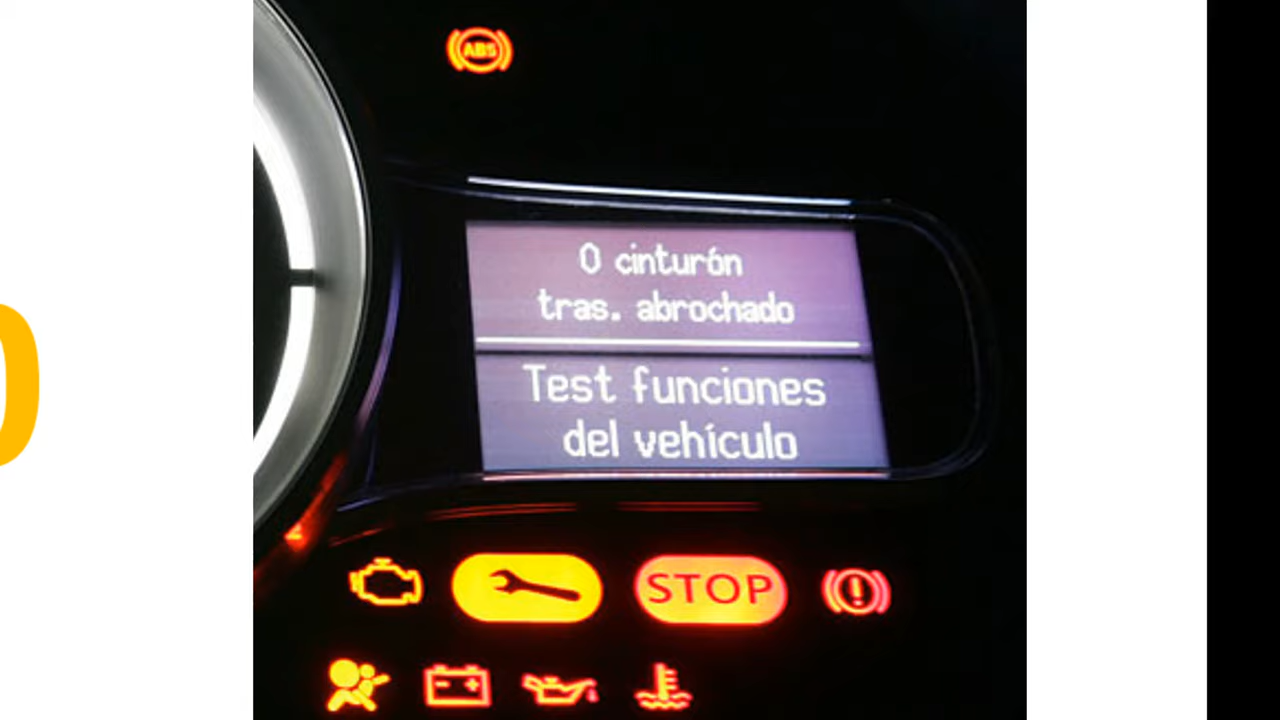 ABS
0 cinturón
tras. abrochado
Test funciones
del vehículo
STOP